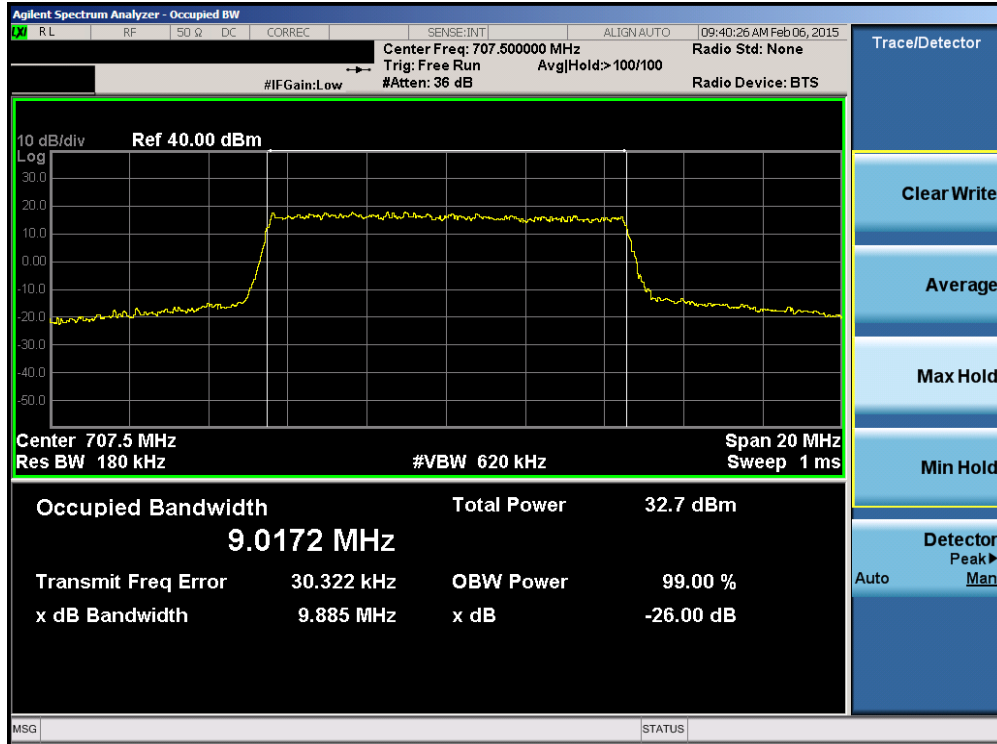 Agilent Spectrum Analyzer - Occupied BW
LXI RL RF 50 Ω DC CORREC SENSE:INT ALIGN AUTO 09:40:26 AM Feb 06, 2015
Center Freq: 707.500000 MHz Radio Std: None
Trig: Free Run Avg|Hold:>100/100
#IFGain:Low #Atten: 36 dB Radio Device: BTS
10 dB/div Ref 40.00 dBm
Log
30.0
20.0
10.0
0.00
-10.0
-20.0
-30.0
-40.0
-50.0
Center 707.5 MHz Span 20 MHz
Res BW 180 kHz #VBW 620 kHz Sweep 1 ms
Occupied Bandwidth Total Power 32.7 dBm
9.0172 MHz
Transmit Freq Error 30.322 kHz OBW Power 99.00 %
x dB Bandwidth 9.885 MHz x dB -26.00 dB
MSG STATUS
Trace/Detector
Clear Write
Average
Max Hold
Min Hold
Detector
Peak▶
Auto Man